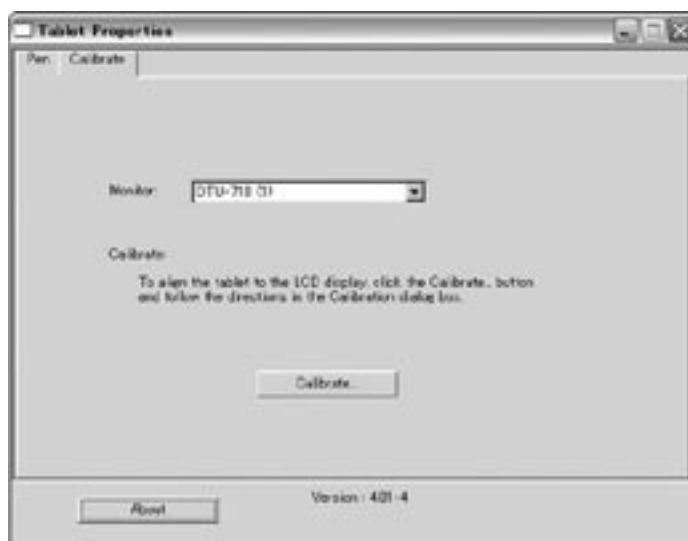 Tablet Properties
Pen Calibrate
Monitor: DTU-710 (1)
Calibrate:
To align the tablet to the LCD display, click the Calibrate... button
and follow the directions in the Calibration dialog box.
Calibrate...
Version : 4.01-4
About